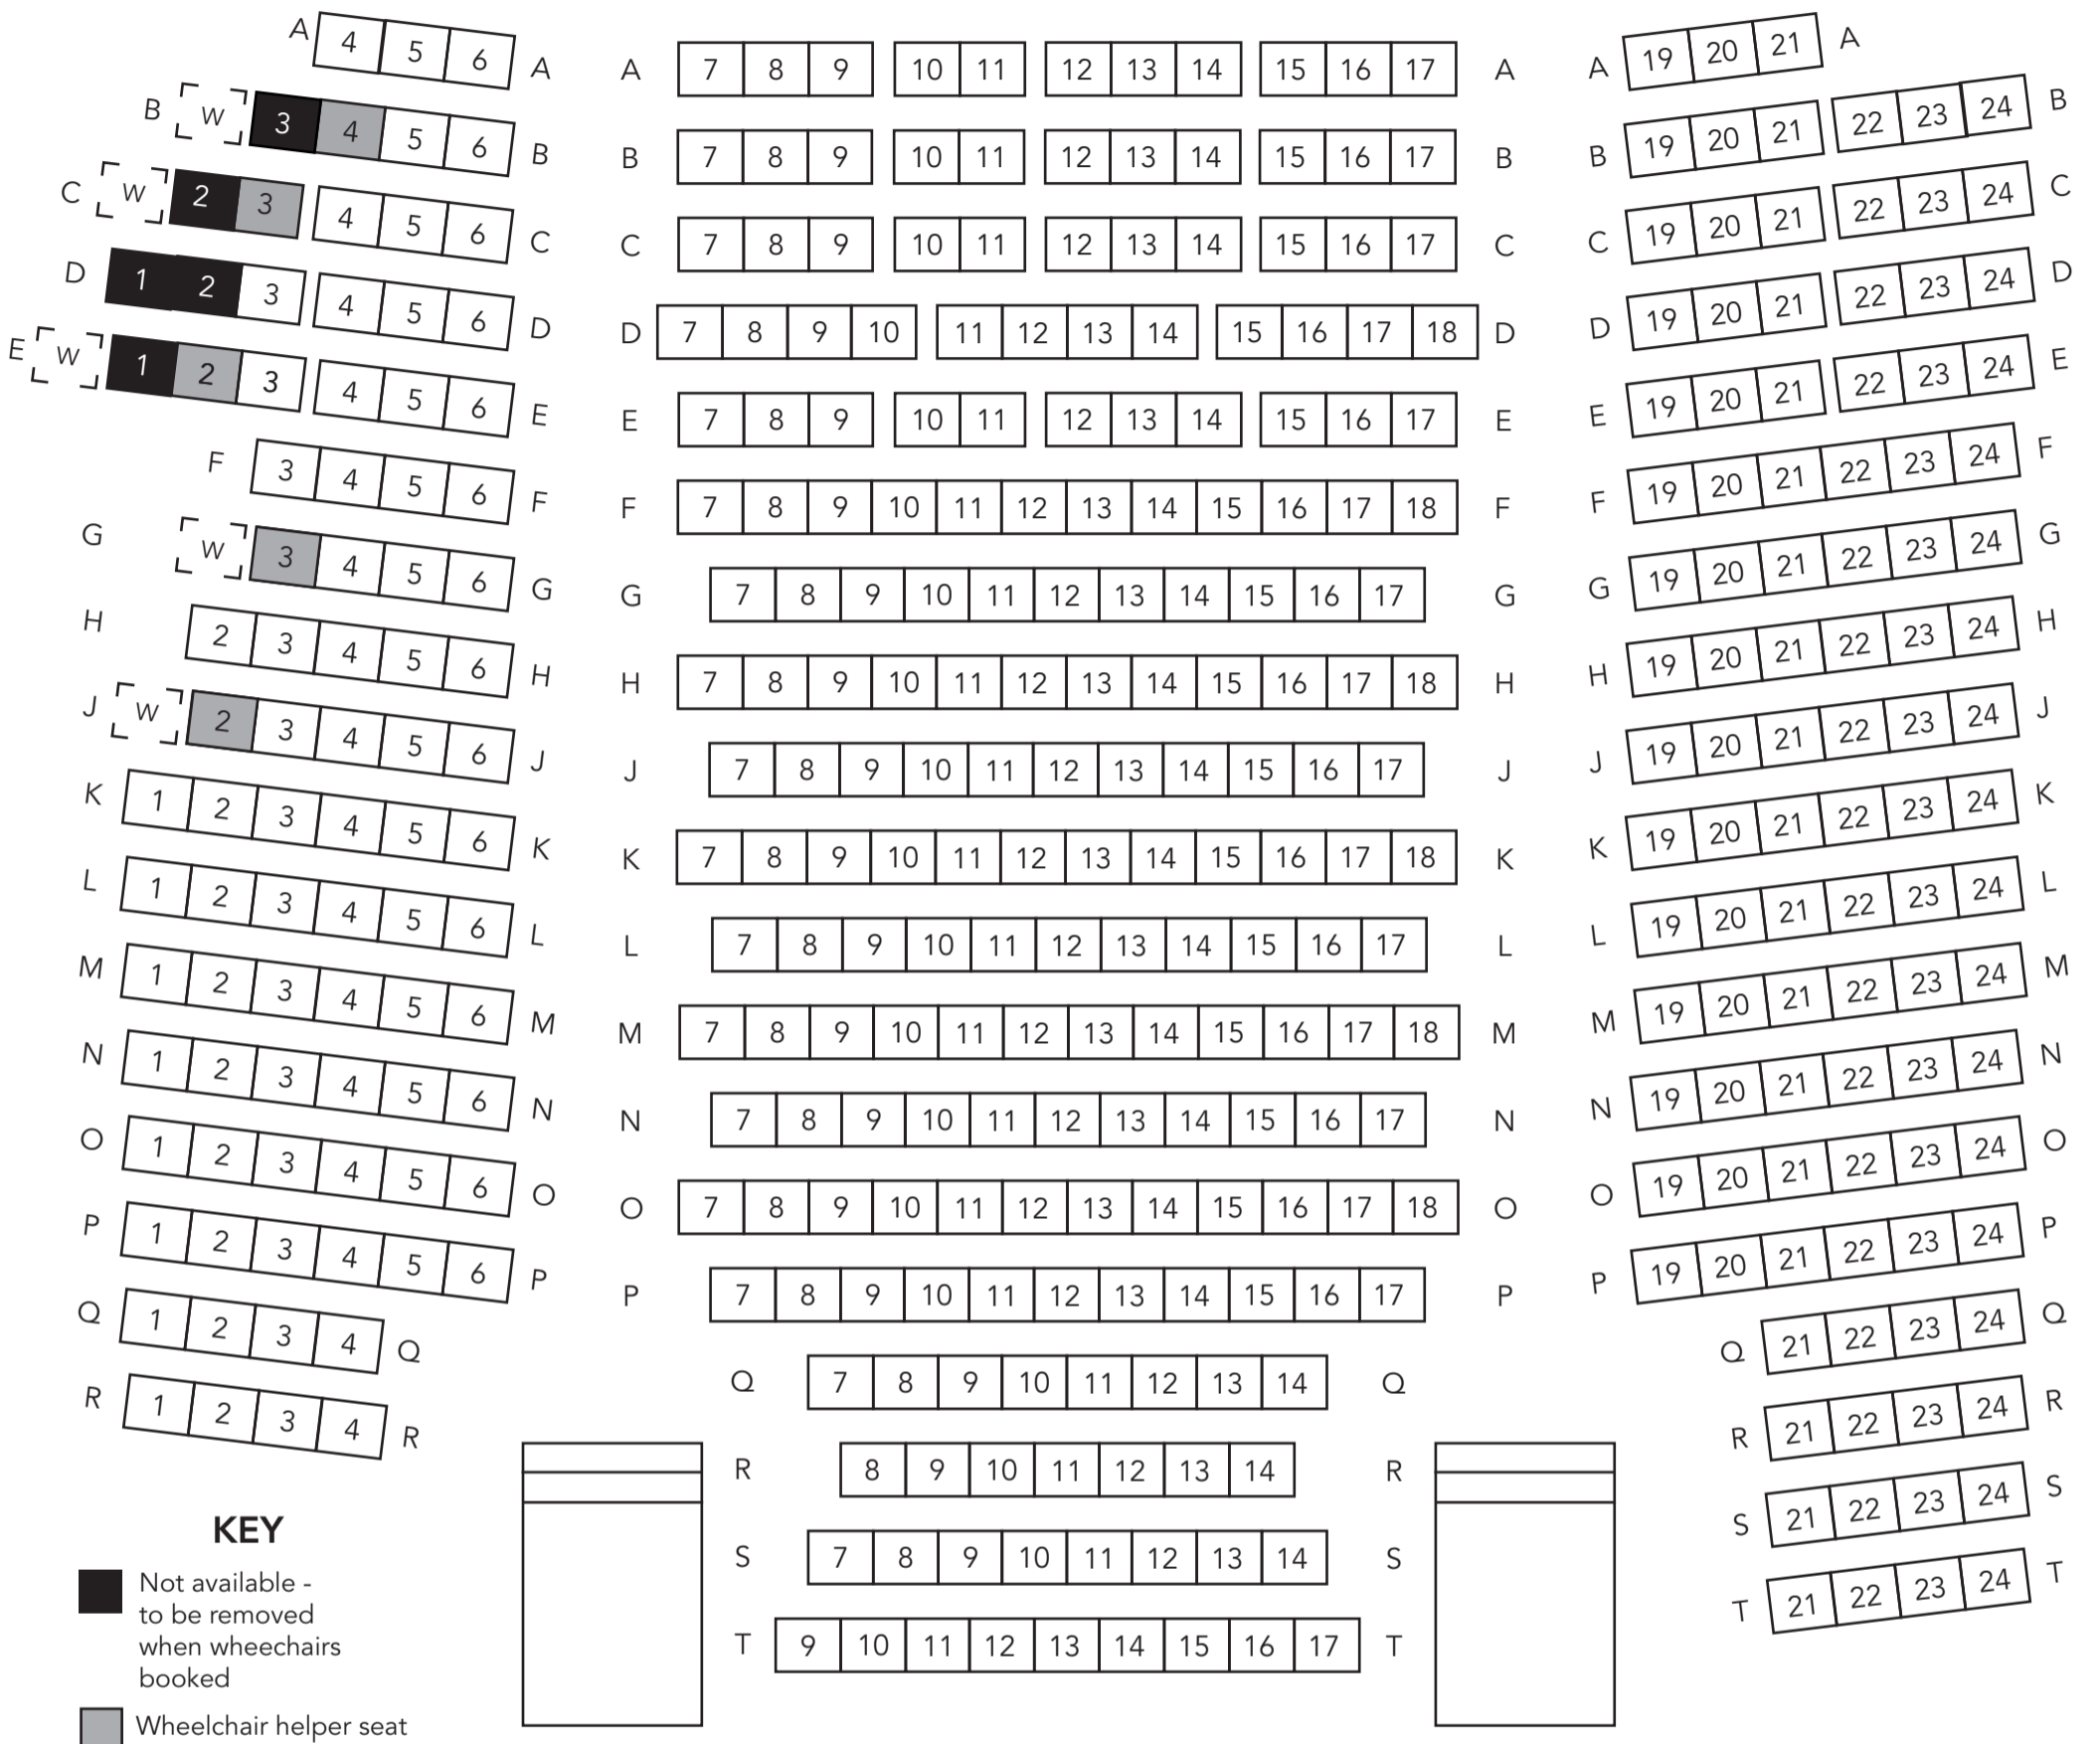 A 4 5 6 A A 7 8 9 10 11 12 13 14 15 16 17 A A 19 20 21 A
B W 3 4 5 6 B B 7 8 9 10 11 12 13 14 15 16 17 B B 19 20 21 22 23 24 B
C W 2 3 4 5 6 C C 7 8 9 10 11 12 13 14 15 16 17 C C 19 20 21 22 23 24 C
D 1 2 3 4 5 6 D D 7 8 9 10 11 12 13 14 15 16 17 18 D D 19 20 21 22 23 24 D
E W 1 2 3 4 5 6 E E 7 8 9 10 11 12 13 14 15 16 17 E E 19 20 21 22 23 24 E
F 3 4 5 6 F F 7 8 9 10 11 12 13 14 15 16 17 18 F F 19 20 21 22 23 24 F
G W 3 4 5 6 G G 7 8 9 10 11 12 13 14 15 16 17 G G 19 20 21 22 23 24 G
H 2 3 4 5 6 H H 7 8 9 10 11 12 13 14 15 16 17 18 H H 19 20 21 22 23 24 H
J W 2 3 4 5 6 J J 7 8 9 10 11 12 13 14 15 16 17 J J 19 20 21 22 23 24 J
K 1 2 3 4 5 6 K K 7 8 9 10 11 12 13 14 15 16 17 18 K K 19 20 21 22 23 24 K
L 1 2 3 4 5 6 L L 7 8 9 10 11 12 13 14 15 16 17 L L 19 20 21 22 23 24 L
M 1 2 3 4 5 6 M M 7 8 9 10 11 12 13 14 15 16 17 18 M M 19 20 21 22 23 24 M
N 1 2 3 4 5 6 N N 7 8 9 10 11 12 13 14 15 16 17 N N 19 20 21 22 23 24 N
O 1 2 3 4 5 6 O O 7 8 9 10 11 12 13 14 15 16 17 18 O O 19 20 21 22 23 24 O
P 1 2 3 4 5 6 P P 7 8 9 10 11 12 13 14 15 16 17 P P 19 20 21 22 23 24 P
Q 1 2 3 4 Q Q 7 8 9 10 11 12 13 14 Q Q 21 22 23 24 Q
R 1 2 3 4 R R 8 9 10 11 12 13 14 R R 21 22 23 24 R
S 7 8 9 10 11 12 13 14 S S 21 22 23 24 S
T 9 10 11 12 13 14 15 16 17 T T 21 22 23 24 T
KEY
Not available -
to be removed
when wheechairs
booked
Wheelchair helper seat